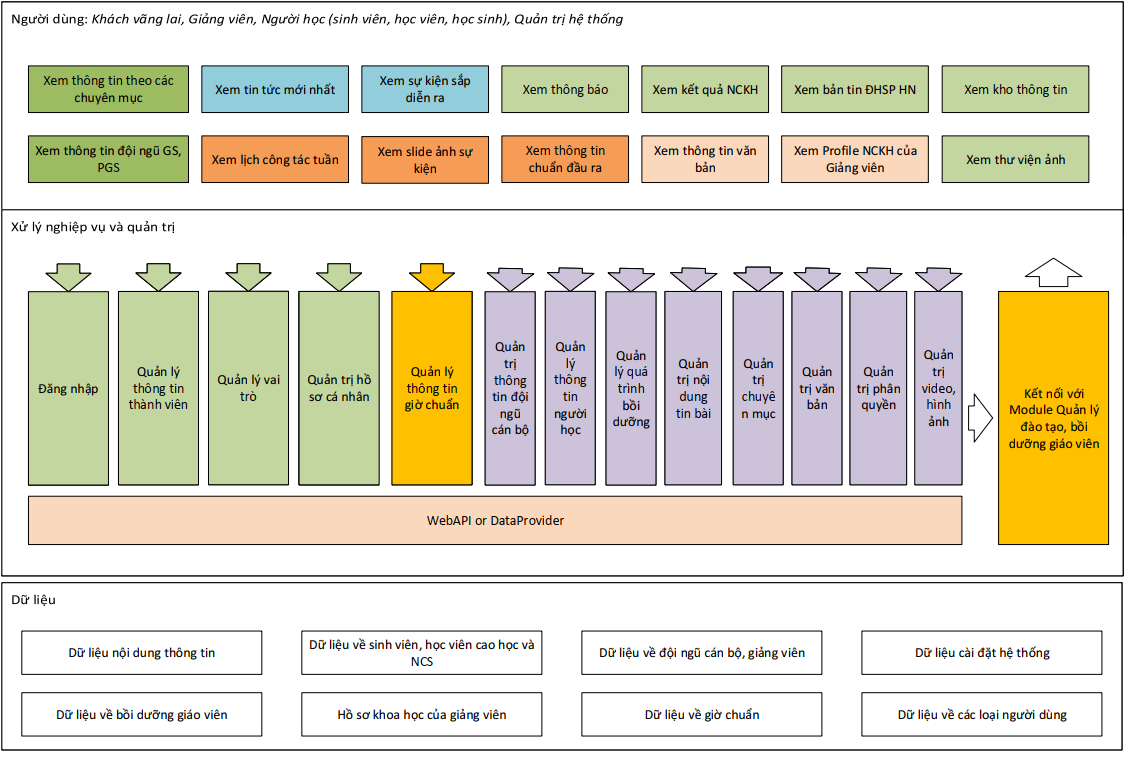 Người dùng: Khách vãng lai, Giảng viên, Người học (sinh viên, học viên, học sinh), Quản trị hệ thống
Xem thông tin theo các
chuyên mục
Xem tin tức mới nhất
Xem sự kiện sắp
diễn ra
Xem thông báo
Xem kết quả NCKH
Xem bản tin ĐHSP HN
Xem kho thông tin
Xem thông tin đội ngũ GS,
PGS
Xem lịch công tác tuần
Xem slide ảnh sự
kiện
Xem thông tin
chuẩn đầu ra
Xem thông tin văn
bản
Xem Profile NCKH của
Giảng viên
Xem thư viện ảnh
Xử lý nghiệp vụ và quản trị
Đăng nhập
Quản lý
thông tin
thành viên
Quản lý vai
trò
Quản trị hồ
sơ cá nhân
Quản lý
thông tin
giờ chuẩn
Quản
trị
thông
tin đội
ngũ
cán bộ
Quản
lý
thông
tin
người
học
Quản
lý quá
trình
bồi
dưỡng
Quản
trị nội
dung
tin bài
Quản
trị
chuyê
n mục
Quản
trị văn
bản
Quản
trị phân
quyền
Quản
trị
video,
hình
ảnh
Kết nối với
Module Quản lý
đào tạo, bồi
dưỡng giáo viên
WebAPI or DataProvider
Dữ liệu
Dữ liệu nội dung thông tin
Dữ liệu về sinh viên, học viên cao học và
NCS
Dữ liệu về đội ngũ cán bộ, giảng viên
Dữ liệu cài đặt hệ thống
Dữ liệu về bồi dưỡng giáo viên
Hồ sơ khoa học của giảng viên
Dữ liệu về giờ chuẩn
Dữ liệu về các loại người dùng